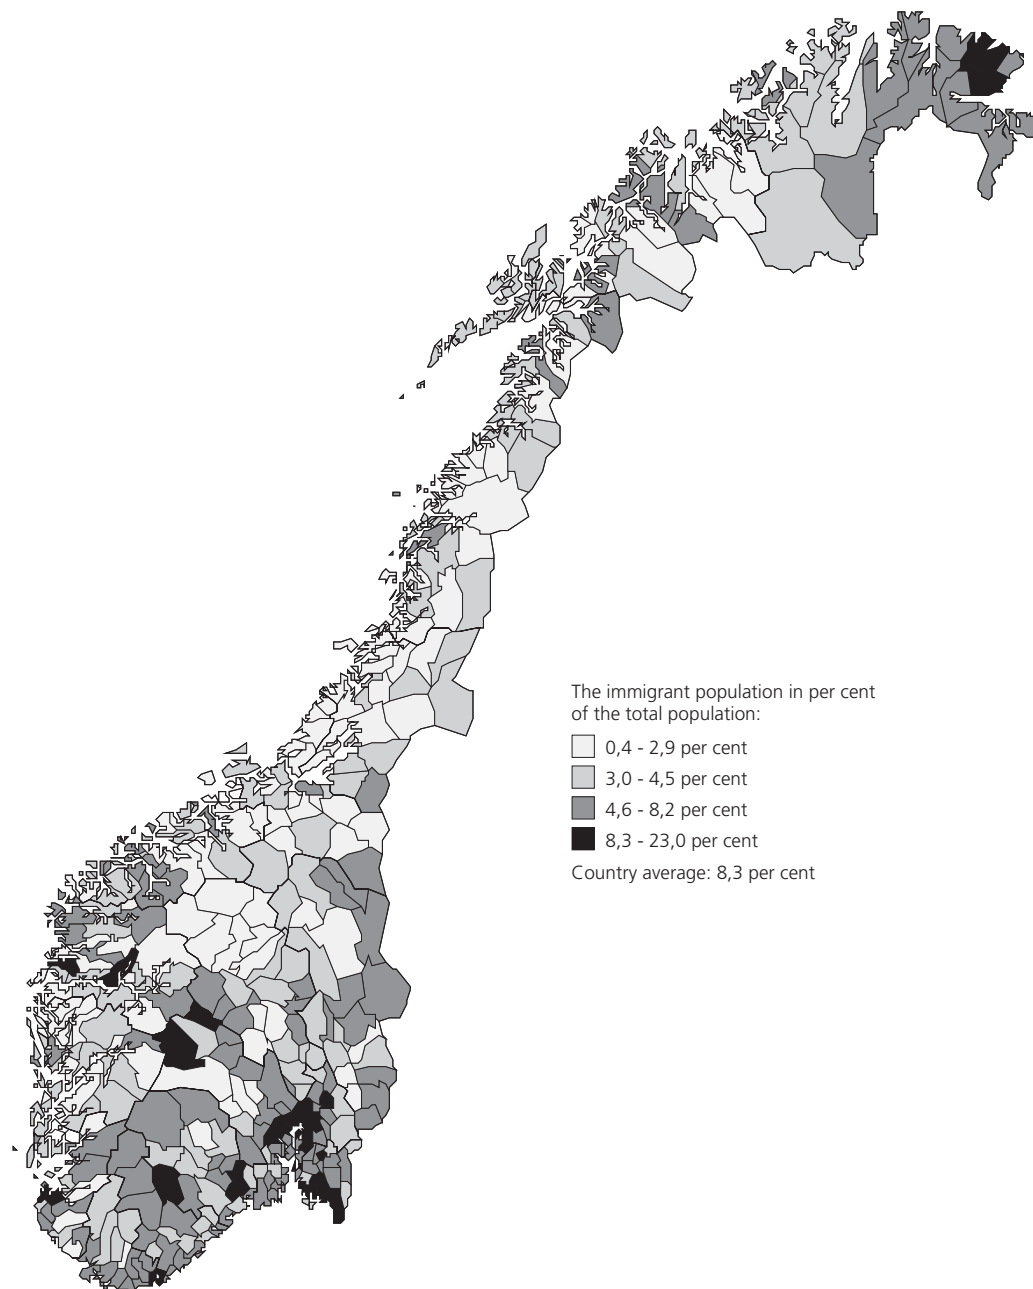 The immigrant population in per cent
of the total population:
0,4 - 2,9 per cent
3,0 - 4,5 per cent
4,6 - 8,2 per cent
8,3 - 23,0 per cent
Country average: 8,3 per cent